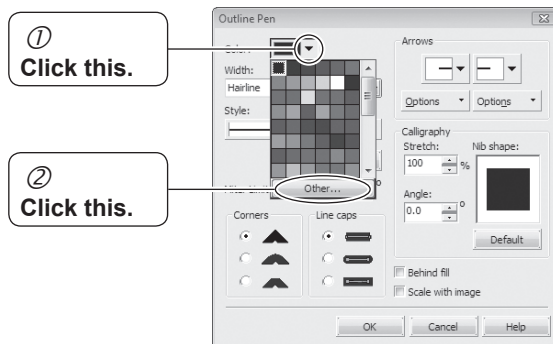 ①
Click this.
②
Click this.
Outline Pen
Width:
Hairline
Style:
Other...
Corners
Line caps
Arrows
Options
Options
Calligraphy
Stretch:
Nib shape:
100
%
Angle:
0.0
°
Default
Behind fill
Scale with image
OK
Cancel
Help